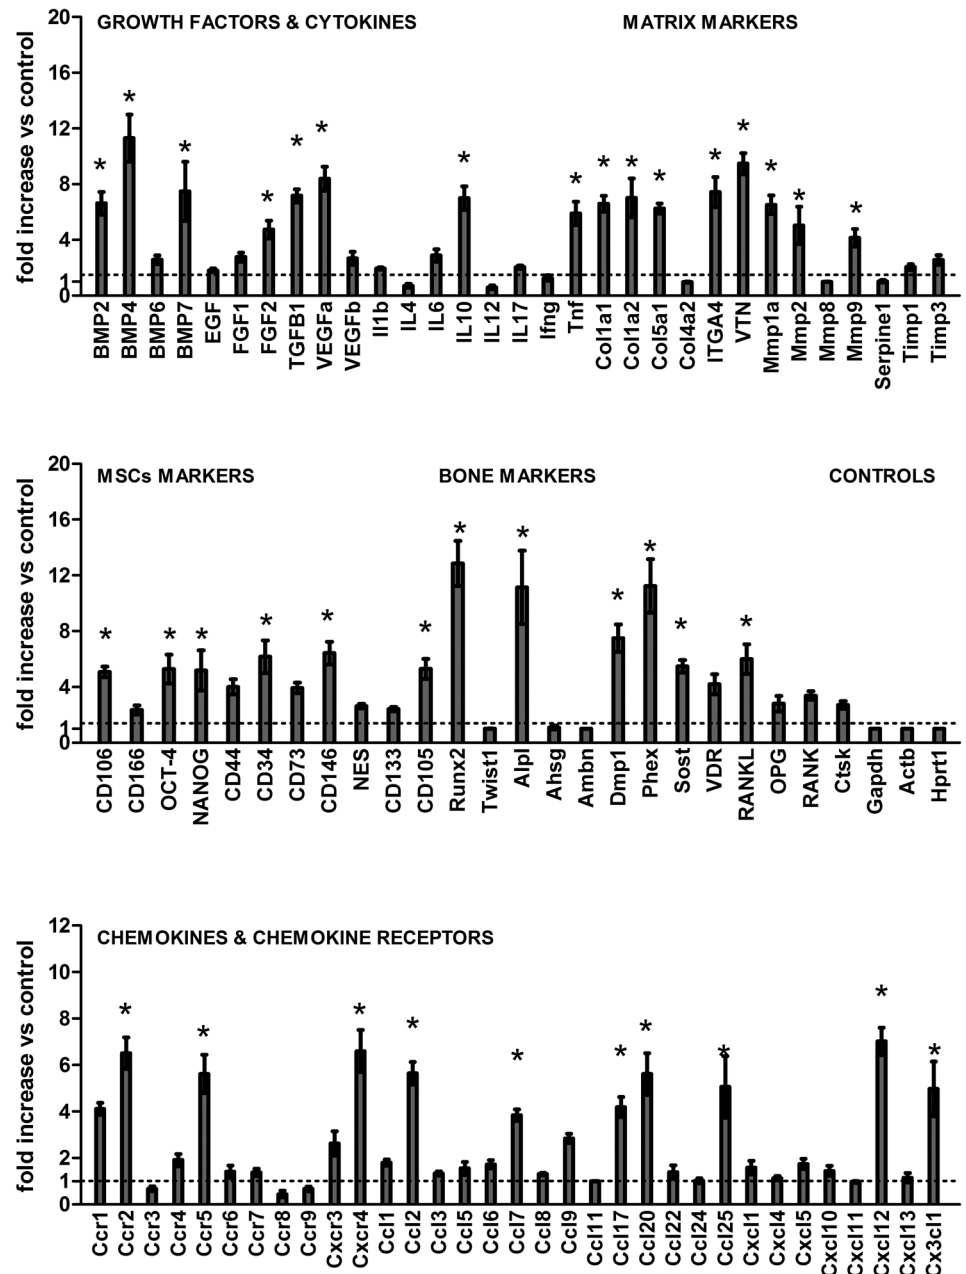 GROWTH FACTORS & CYTOKINES MATRIX MARKERS
fold increase vs control
20
16
12
8
4
1
0
* * * * * * * * * * * * * * * *
BMP2 BMP4 BMP6 BMP7 EGF FGF1 FGF2 TGFB1 VEGFa VEGFb Il1b IL4 IL6 IL10 IL12 IL17 Ifng Tnf Col1a1 Col1a2 Col5a1 Col4a2 ITGA4 VTN Mmp1a Mmp2 Mmp8 Mmp9 Serpine1 Timp1 Timp3
MSCs MARKERS BONE MARKERS CONTROLS
fold increase vs control
20
16
12
8
4
1
0
* * * * * * * * * * * *
CD106 CD166 OCT-4 NANOG CD44 CD34 CD73 CD146 NES CD133 CD105 Runx2 Twist1 Alpl Ahsg Ambn Dmp1 Phex Sost VDR RANKL OPG RANK Ctsk Gapdh Actb Hprt1
CHEMOKINES & CHEMOKINE RECEPTORS
fold increase vs control
12
10
8
6
4
2
1
0
* * * * * * * * * *
Ccr1 Ccr2 Ccr3 Ccr4 Ccr5 Ccr6 Ccr7 Ccr8 Ccr9 Cxcr3 Cxcr4 Ccl1 Ccl2 Ccl3 Ccl5 Ccl6 Ccl7 Ccl8 Ccl9 Ccl11 Ccl17 Ccl20 Ccl22 Ccl24 Ccl25 Cxcl1 Cxcl4 Cxcl5 Cxcl10 Cxcl11 Cxcl12 Cxcl13 Cx3cl1